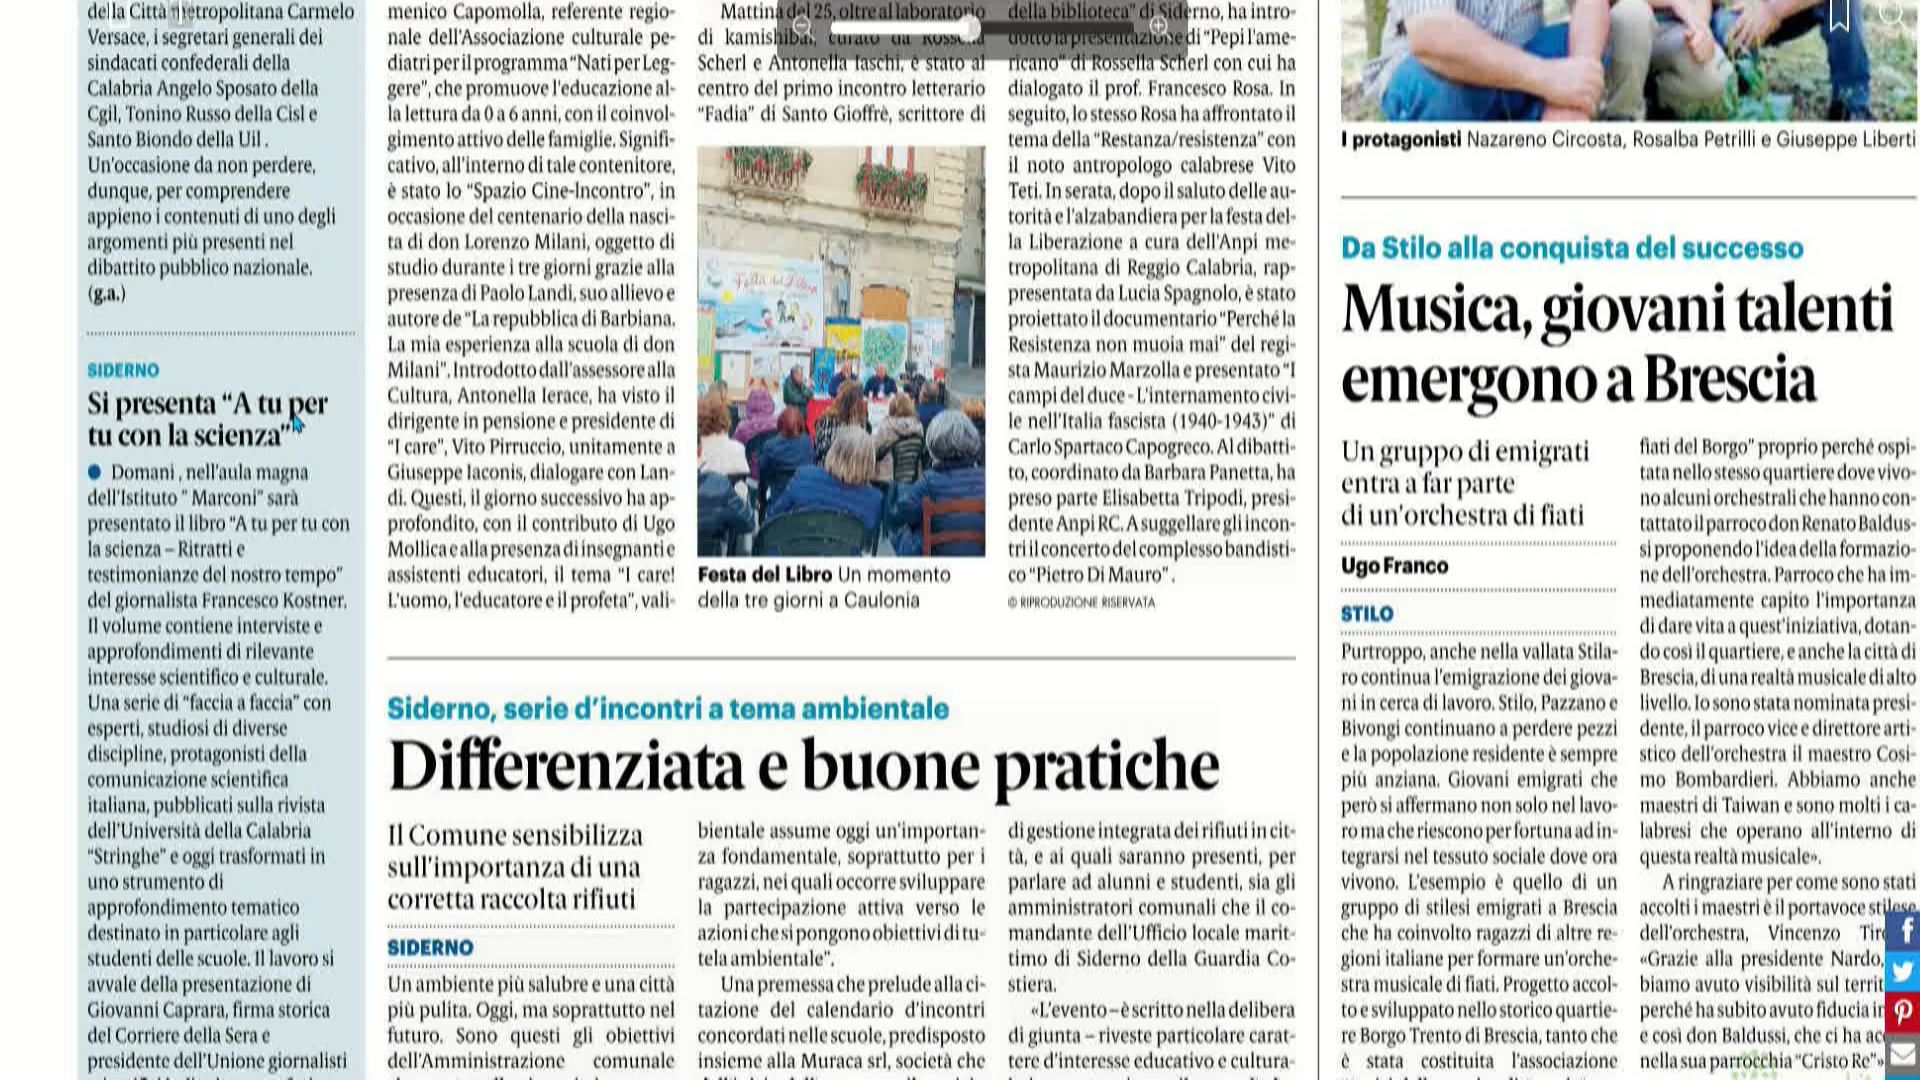 della Città Metropolitana Carmelo
Versace, i segretari generali dei
sindacati confederali della
Calabria Angelo Sposato della
Cgil, Tonino Russo della Cisl e
Santo Biondo della Uil .
Un'occasione da non perdere,
dunque, per comprendere
appieno i contenuti di uno degli
argomenti più presenti nel
dibattito pubblico nazionale.
(g.a.)
SIDERNO
Si presenta “A tu per
tu con la scienza”
● Domani , nell'aula magna
dell'Istituto ” Marconi” sarà
presentato il libro “A tu per tu con
la scienza – Ritratti e
testimonianze del nostro tempo”
del giornalista Francesco Kostner.
Il volume contiene interviste e
approfondimenti di rilevante
interesse scientifico e culturale.
Una serie di “faccia a faccia” con
esperti, studiosi di diverse
discipline, protagonisti della
comunicazione scientifica
italiana, pubblicati sulla rivista
dell'Università della Calabria
“Stringhe” e oggi trasformati in
uno strumento di
approfondimento tematico
destinato in particolare agli
studenti delle scuole. Il lavoro si
avvale della presentazione di
Giovanni Caprara, firma storica
del Corriere della Sera e
presidente dell'Unione giornalisti
menico Capomolla, referente regio-
nale dell'Associazione culturale pe-
diatri per il programma “Nati per Leg-
gere”, che promuove l'educazione al-
la lettura da 0 a 6 anni, con il coinvol-
gimento attivo delle famiglie. Signifi-
cativo, all'interno di tale contenitore,
è stato lo “Spazio Cine-Incontro”, in
occasione del centenario della nasci-
ta di don Lorenzo Milani, oggetto di
studio durante i tre giorni grazie alla
presenza di Paolo Landi, suo allievo e
autore de “La repubblica di Barbiana.
La mia esperienza alla scuola di don
Milani”. Introdotto dall'assessore alla
Cultura, Antonella Ierace, ha visto il
dirigente in pensione e presidente di
“I care”, Vito Pirruccio, unitamente a
Giuseppe Iaconis, dialogare con Lan-
di. Questi, il giorno successivo ha ap-
profondito, con il contributo di Ugo
Mollica e alla presenza di insegnanti e
assistenti educatori, il tema “I care!
L'uomo, l'educatore e il profeta”, vali-
Mattina del 25, oltre al laboratorio
di kamishibai, curato da Rossella
Scherl e Antonella Iaschi, è stato al
centro del primo incontro letterario
“Fadia” di Santo Gioffrè, scrittore di
Festa del Libro
Festa del Libro Un momento
della tre giorni a Caulonia
della biblioteca” di Siderno, ha intro-
dotto la presentazione di “Pepi l'ame-
ricano” di Rossella Scherl con cui ha
dialogato il prof. Francesco Rosa. In
seguito, lo stesso Rosa ha affrontato il
tema della “Restanza/resistenza” con
il noto antropologo calabrese Vito
Teti. In serata, dopo il saluto delle au-
torità e l'alzabandiera per la festa del-
la Liberazione a cura dell'Anpi me-
tropolitana di Reggio Calabria, rap-
presentata da Lucia Spagnolo, è stato
proiettato il documentario “Perché la
Resistenza non muoia mai” del regi-
sta Maurizio Marzolla e presentato “I
campi del duce - L'internamento civi-
le nell'Italia fascista (1940-1943)” di
Carlo Spartaco Capogreco. Al dibatti-
to, coordinato da Barbara Panetta, ha
preso parte Elisabetta Tripodi, presi-
dente Anpi RC. A suggellare gli incon-
tri il concerto del complesso bandisti-
co “Pietro Di Mauro” .
© RIPRODUZIONE RISERVATA
Siderno, serie d'incontri a tema ambientale
Differenziata e buone pratiche
Il Comune sensibilizza
sull'importanza di una
corretta raccolta rifiuti
SIDERNO
Un ambiente più salubre e una città
più pulita. Oggi, ma soprattutto nel
futuro. Sono questi gli obiettivi
dell'Amministrazione comunale
bientale assume oggi un'importan-
za fondamentale, soprattutto per i
ragazzi, nei quali occorre sviluppare
la partecipazione attiva verso le
azioni che si pongono obiettivi di tu-
tela ambientale”.
Una premessa che prelude alla ci-
tazione del calendario d'incontri
concordati nelle scuole, predisposto
insieme alla Muraca srl, società che
di gestione integrata dei rifiuti in cit-
tà, e ai quali saranno presenti, per
parlare ad alunni e studenti, sia gli
amministratori comunali che il co-
mandante dell'Ufficio locale marit-
timo di Siderno della Guardia Co-
stiera.
«L'evento – è scritto nella delibera
di giunta – riveste particolare carat-
tere d'interesse educativo e cultura-
I protagonisti Nazareno Circosta, Rosalba Petrilli e Giuseppe Liberti
Da Stilo alla conquista del successo
Musica, giovani talenti
emergono a Brescia
Un gruppo di emigrati
entra a far parte
di un'orchestra di fiati
Ugo Franco
STILO
Purtroppo, anche nella vallata Stila-
ro continua l'emigrazione dei giova-
ni in cerca di lavoro. Stilo, Pazzano e
Bivongi continuano a perdere pezzi
e la popolazione residente è sempre
più anziana. Giovani emigrati che
però si affermano non solo nel lavo-
ro ma che riescono per fortuna ad in-
tegrarsi nel tessuto sociale dove ora
vivono. L'esempio è quello di un
gruppo di stilesi emigrati a Brescia
che ha coinvolto ragazzi di altre re-
gioni italiane per formare un'orche-
stra musicale di fiati. Progetto accol-
to e sviluppato nello storico quartie-
re Borgo Trento di Brescia, tanto che
è stata costituita l'associazione
fiati del Borgo” proprio perché ospi-
tata nello stesso quartiere dove vivo-
no alcuni orchestrali che hanno con-
tattato il parroco don Renato Baldus-
si proponendo l'idea della formazio-
ne dell'orchestra. Parroco che ha im-
mediatamente capito l'importanza
di dare vita a quest'iniziativa, dotan-
do così il quartiere, e anche la città di
Brescia, di una realtà musicale di alto
livello. Io sono stata nominata presi-
dente, il parroco vice e direttore arti-
stico dell'orchestra il maestro Cosi-
mo Bombardieri. Abbiamo anche
maestri di Taiwan e sono molti i ca-
labresi che operano all'interno di
questa realtà musicale».
A ringraziare per come sono stati
accolti i maestri è il portavoce stilese
dell'orchestra, Vincenzo
«Grazie alla presidente Nardo,
biamo avuto visibilità sul
perché ha subito avuto fiducia
e così don Baldussi, che ci ha
nella sua parrocchia “Cristo Re”»